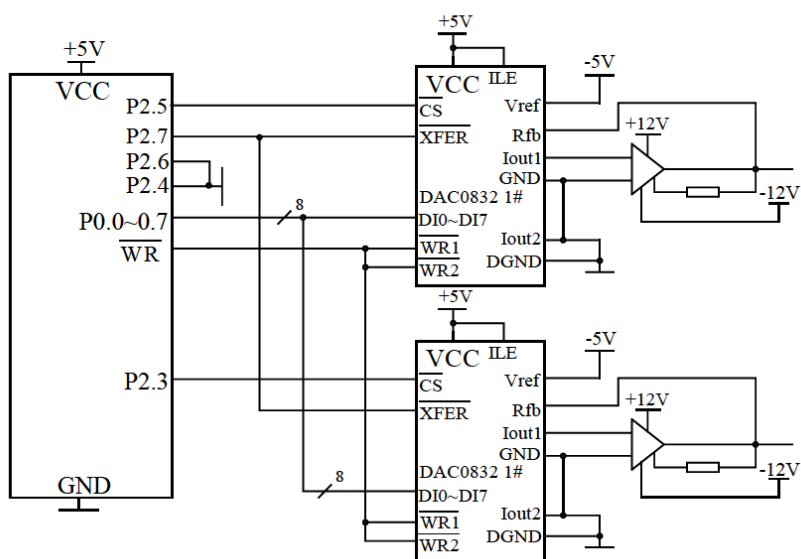 +5V
VCC
P2.5
P2.7
P2.6
P2.4
P0.0~0.7
WR
P2.3
GND
8
8
+5V
VCC ILE
CS
XFER
Vref
Rfb
Iout1
GND
DAC0832 1#
DI0~DI7
WR1
WR2
Iout2
DGND
-5V
+12V
-12V
+5V
VCC ILE
CS
XFER
Vref
Rfb
Iout1
GND
DAC0832 1#
DI0~DI7
WR1
WR2
Iout2
DGND
-5V
+12V
-12V